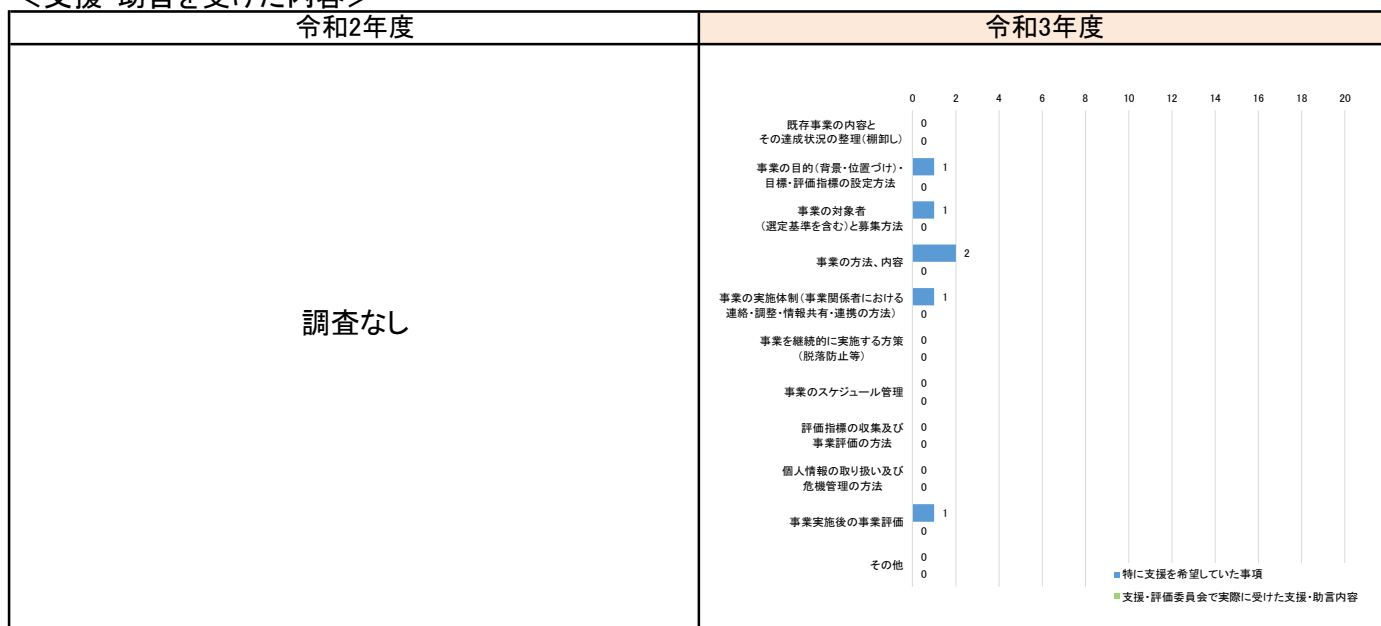 ＜支援・助言を受けた内容＞
令和2年度
令和3年度
調査なし
0 2 4 6 8 10 12 14 16 18 20
既存事業の内容と
その達成状況の整理(棚卸し)
0
0
事業の目的(背景・位置づけ)・
目標・評価指標の設定方法
1
0
事業の対象者
(選定基準を含む)と募集方法
1
0
事業の方法、内容
2
0
事業の実施体制(事業関係者における
連絡・調整・情報共有・連携の方法)
1
0
事業を継続的に実施する方策
(脱落防止等)
0
0
事業のスケジュール管理
0
0
評価指標の収集及び
事業評価の方法
0
0
個人情報の取り扱い及び
危機管理の方法
0
0
事業実施後の事業評価
1
0
その他
0
0
特に支援を希望していた事項
支援・評価委員会で実際に受けた支援・助言内容